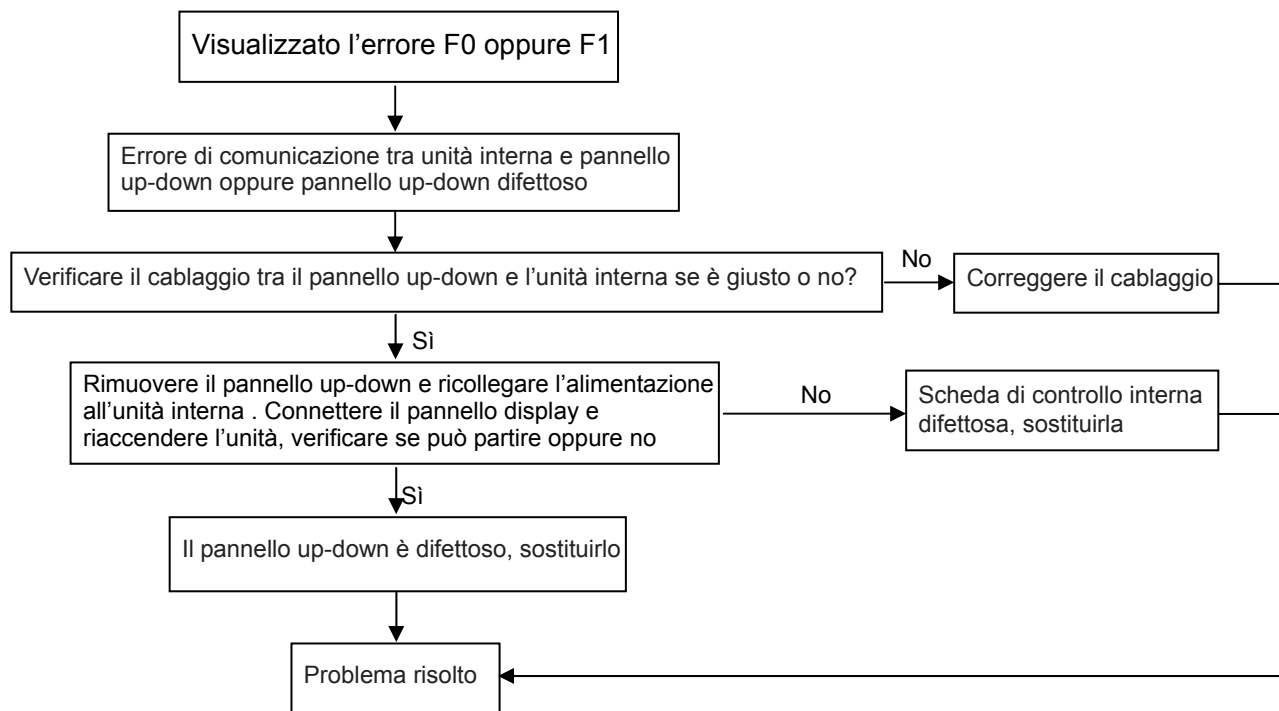 Visualizzato l'errore F0 oppure F1
Errore di comunicazione tra unità interna e pannello
up-down oppure pannello up-down difettoso
Verificare il cablaggio tra il pannello up-down e l'unità interna se è giusto o no?
No
Correggere il cablaggio
Sì
Rimuovere il pannello up-down e ricollegare l'alimentazione
all'unità interna . Connettere il pannello display e
riaccendere l'unità, verificare se può partire oppure no
No
Scheda di controllo interna
difettosa, sostituirla
Sì
Il pannello up-down è difettoso, sostituirlo
Problema risolto